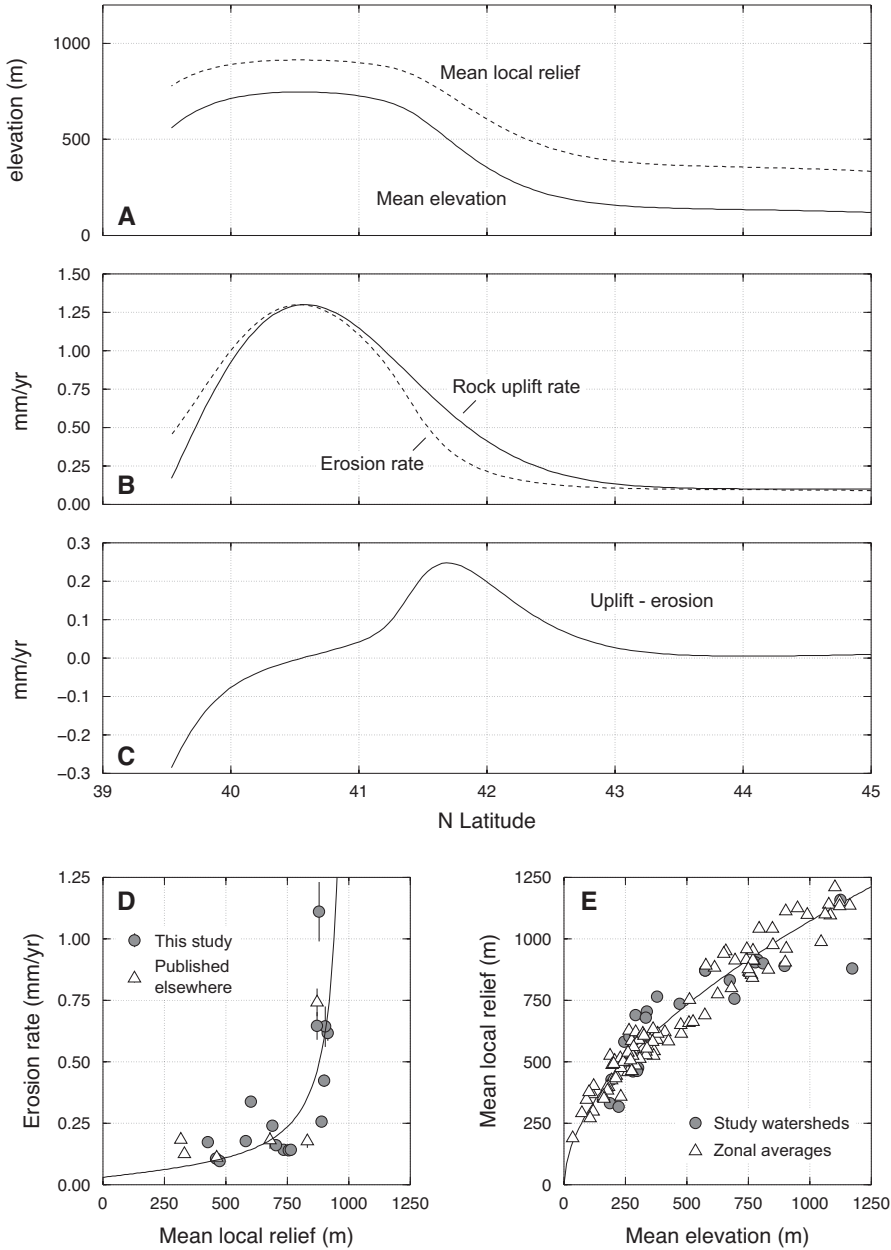 1000
500
0
elevation (m)
Mean local relief
Mean elevation
A
1.50
1.25
1.00
0.75
0.50
0.25
0.00
mm/yr
Rock uplift rate
Erosion rate
B
0.3
0.2
0.1
0.0
−0.1
−0.2
−0.3
mm/yr
Uplift - erosion
C
39 40 41 42 43 44 45
N Latitude
1.25
1.00
0.75
0.50
0.25
0.00
Erosion rate (mm/yr)
D
This study
Published
elsewhere
0 250 500 750 1000 1250
Mean local relief (m)
1250
1000
750
500
250
0
Mean local relief (m)
E
Study watersheds
Zonal averages
0 250 500 750 1000 1250
Mean elevation (m)